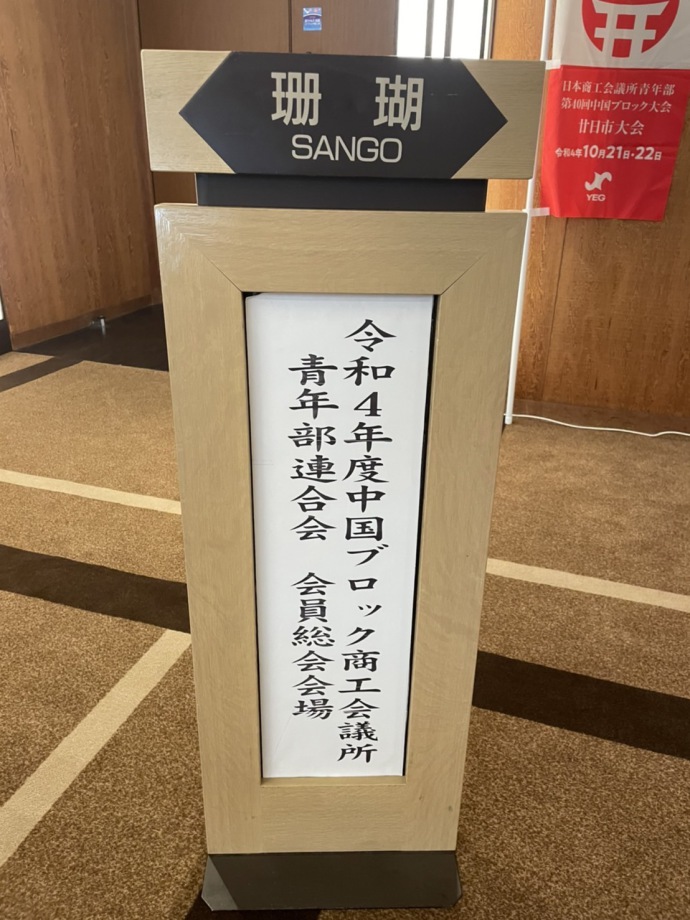 珊瑚
SANGO
令和4年度中国ブロック商工会議所
青年部連合会 会員総会会場
日本商工会議所青年部
第40回中国ブロック大会
廿日市大会
令和4年10月21日・22日
YEG